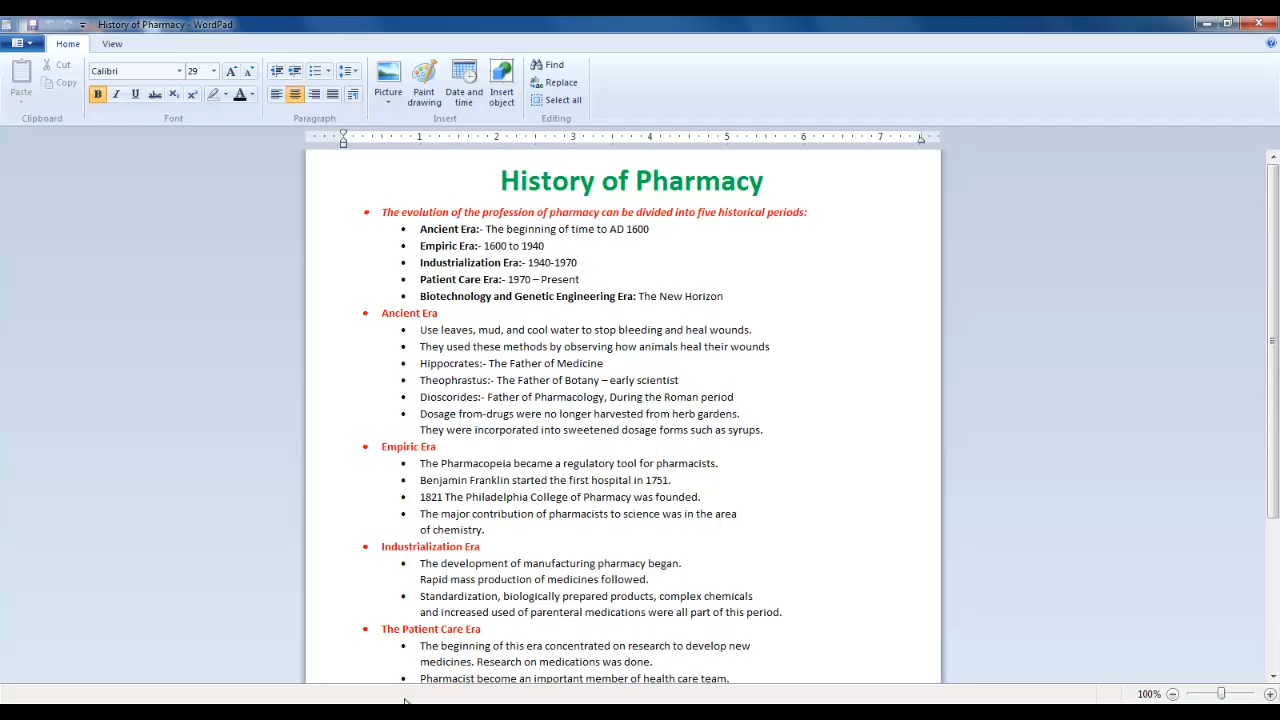 History of Pharmacy - WordPad
Home View
Cut
Copy
Paste
Clipboard
Calibri 29
Font
Paragraph
Picture
Paint drawing
Date and time
Insert object
Insert
Find
Replace
Select all
Editing
1 2 3 4 5 6 7
History of Pharmacy
• The evolution of the profession of pharmacy can be divided into five historical periods:
• Ancient Era:- The beginning of time to AD 1600
• Empiric Era:- 1600 to 1940
• Industrialization Era:- 1940-1970
• Patient Care Era:- 1970 – Present
• Biotechnology and Genetic Engineering Era: The New Horizon
• Ancient Era
• Use leaves, mud, and cool water to stop bleeding and heal wounds.
• They used these methods by observing how animals heal their wounds
• Hippocrates:- The Father of Medicine
• Theophrastus:- The Father of Botany – early scientist
• Dioscorides:- Father of Pharmacology, During the Roman period
• Dosage from-drugs were no longer harvested from herb gardens.
They were incorporated into sweetened dosage forms such as syrups.
• Empiric Era
• The Pharmacopeia became a regulatory tool for pharmacists.
• Benjamin Franklin started the first hospital in 1751.
• 1821 The Philadelphia College of Pharmacy was founded.
• The major contribution of pharmacists to science was in the area
of chemistry.
• Industrialization Era
• The development of manufacturing pharmacy began.
Rapid mass production of medicines followed.
• Standardization, biologically prepared products, complex chemicals
and increased used of parenteral medications were all part of this period.
• The Patient Care Era
• The beginning of this era concentrated on research to develop new
medicines. Research on medications was done.
• Pharmacist become an important member of health care team.
100%